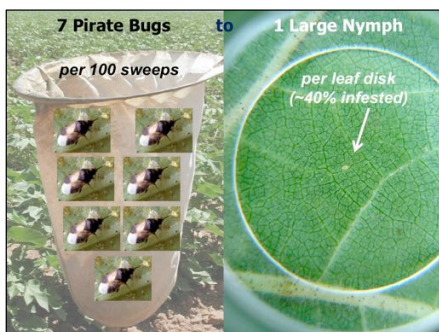 7 Pirate Bugs to 1 Large Nymph
per 100 sweeps
per leaf disk
(~40% infested)